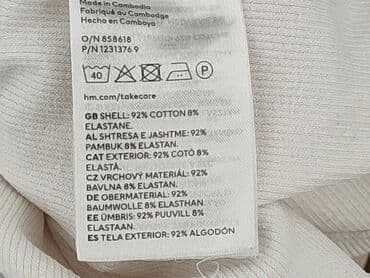 Made in Cambodia
Fabriqué au Cambodge
Hecho en Camboya
O/N 858618
P/N 1231376 9
40
P
hm.com/takecare
GB SHELL: 92% COTTON 8%
ELASTANE.
AL SHTRESA E JASHTME: 92%
PAMBUK 8% ELASTAN.
CAT EXTERIOR: 92% COTÓ 8%
ELASTÀ.
CZ VRCHOVÝ MATERIÁL: 92%
BAVLNA 8% ELASTAN.
DE OBERMATERIAL: 92%
BAUMWOLLE 8% ELASTHAN.
EE ÜMBRIS: 92% PUUVILL 8%
ELASTAAN.
ES TELA EXTERIOR: 92% ALGODÓN